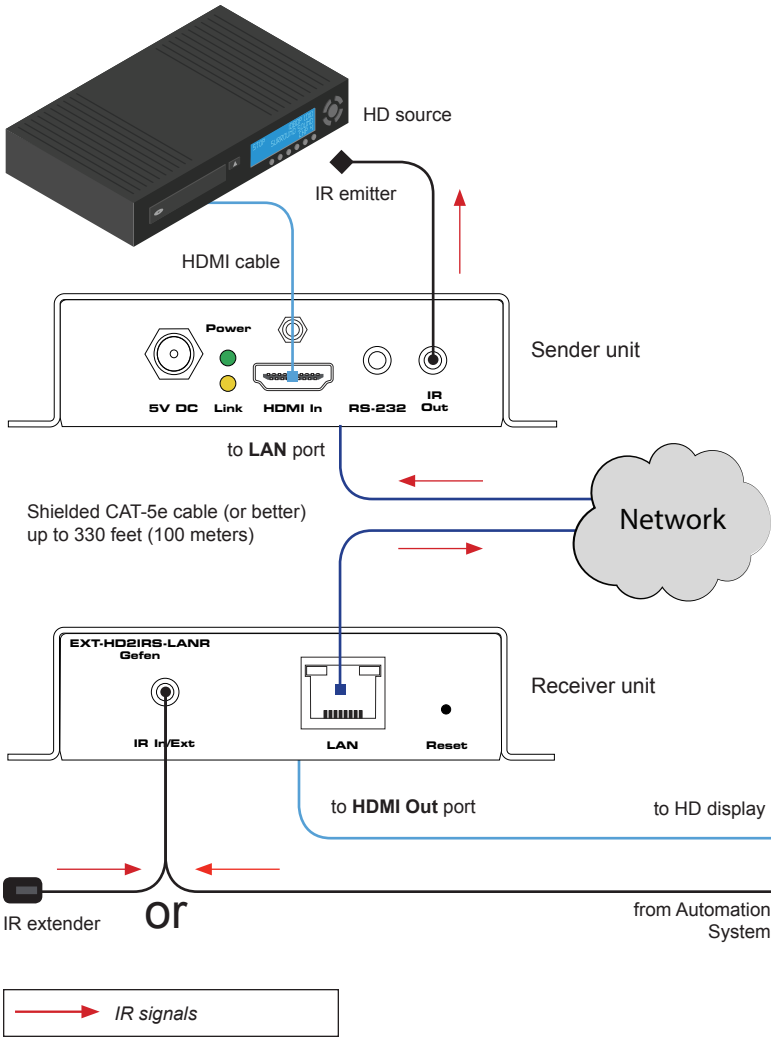 HD source
IR emitter
HDMI cable
Sender unit
Power
5V DC
Link
HDMI In
RS-232
IR
Out
to LAN port
Shielded CAT-5e cable (or better)
up to 330 feet (100 meters)
Network
EXT-HD2IRS-LANR
Gefen
Receiver unit
IR In/Ext
LAN
Reset
to HDMI Out port
to HD display
IR extender
or
from Automation
System
IR signals